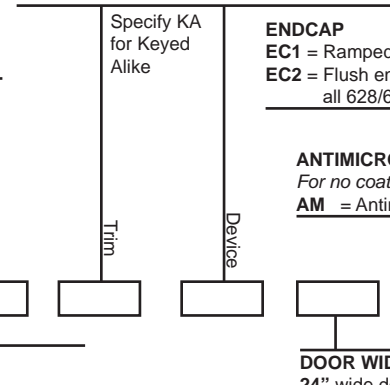 Specify KA
for Keyed
Alike
ENDCAP
EC1 = Ramped
EC2 = Flush
all 628/6
ANTIMICRO
For no coat
AM = Anti
Trim
Device
DOOR WID
24" wide d